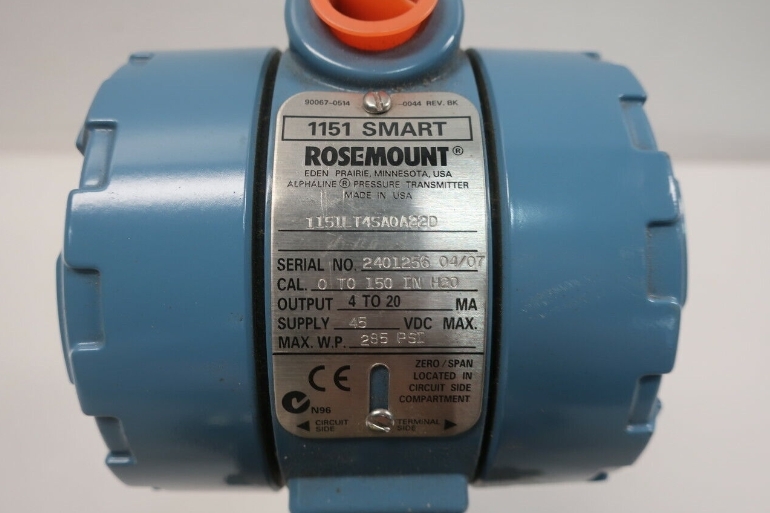 90067-0514 -0044 REV. BK
1151 SMART
ROSEMOUNT®
EDEN PRAIRIE, MINNESOTA, USA
ALPHALINE ® PRESSURE TRANSMITTER
MADE IN USA
1151LT4SA0A22D
SERIAL NO. 2401256 04/07
CAL. 0 TO 150 IN H2O
OUTPUT 4 TO 20 MA
SUPPLY 45 VDC MAX.
MAX. W.P. 285 PSI
CE
ZERO/SPAN
LOCATED IN
CIRCUIT SIDE
COMPARTMENT
N96
◄ CIRCUIT SIDE
TERMINAL SIDE ►